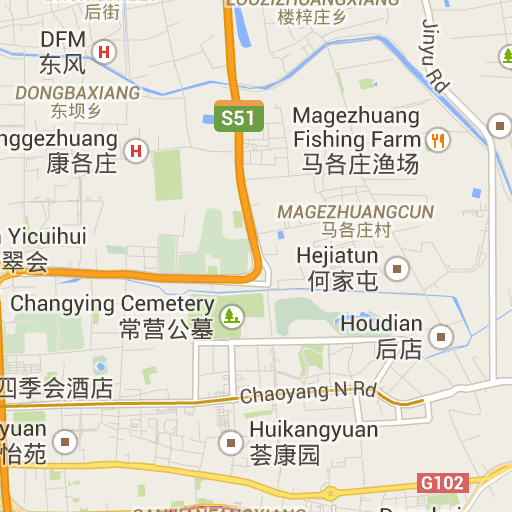 LOUZIZHUANGXIANG
后街
楼梓庄乡
DFM
H
东风
Jinyu Rd
DONGBAXIANG
东坝乡
S51
Magezhuang
Fishing Farm
马各庄渔场
nggezhuang
康各庄
H
MAGEZHUANGCUN
马各庄村
Yicuihui
翠会
Hejiatun
何家屯
Changying Cemetery
常营公墓
Houdian
后店
四季会酒店
Chaoyang N Rd
yuan
怡苑
Huikangyuan
荟康园
G102